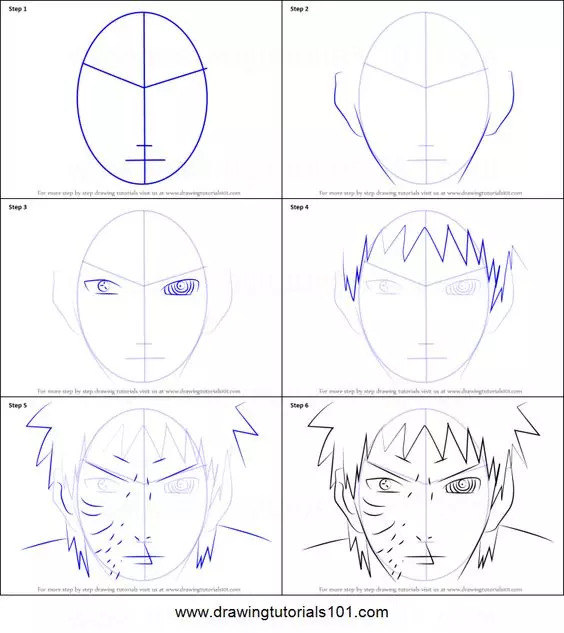 Step 1
Step 2
For more step by step drawing tutorials visit us at www.drawingtutorials101.com
For more step by step drawing tutorials visit us at www.drawingtutorials101.com
Step 3
Step 4
For more step by step drawing tutorials visit us at www.drawingtutorials101.com
For more step by step drawing tutorials visit us at www.drawingtutorials101.com
Step 5
Step 6
For more step by step drawing tutorials visit us at www.drawingtutorials101.com
For more step by step drawing tutorials visit us at www.drawingtutorials101.com
www.drawingtutorials101.com